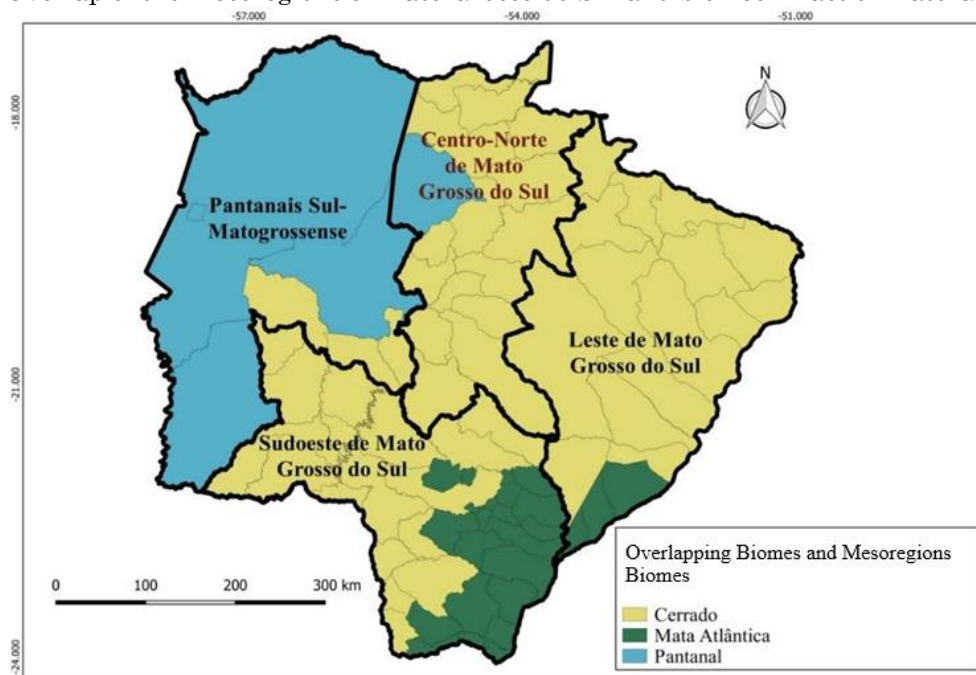 -57.000
-54.000
-51.000
-18.000
N
Centro-Norte
de Mato
Grosso do Sul
Pantanais Sul-
Matogrossense
Leste de Mato
Grosso do Sul
-21.000
Sudoeste de Mato
Grosso do Sul
Overlapping Biomes and Mesoregions
Biomes
Cerrado
Mata Atlântica
Pantanal
0 100 200 300 km
-24.000